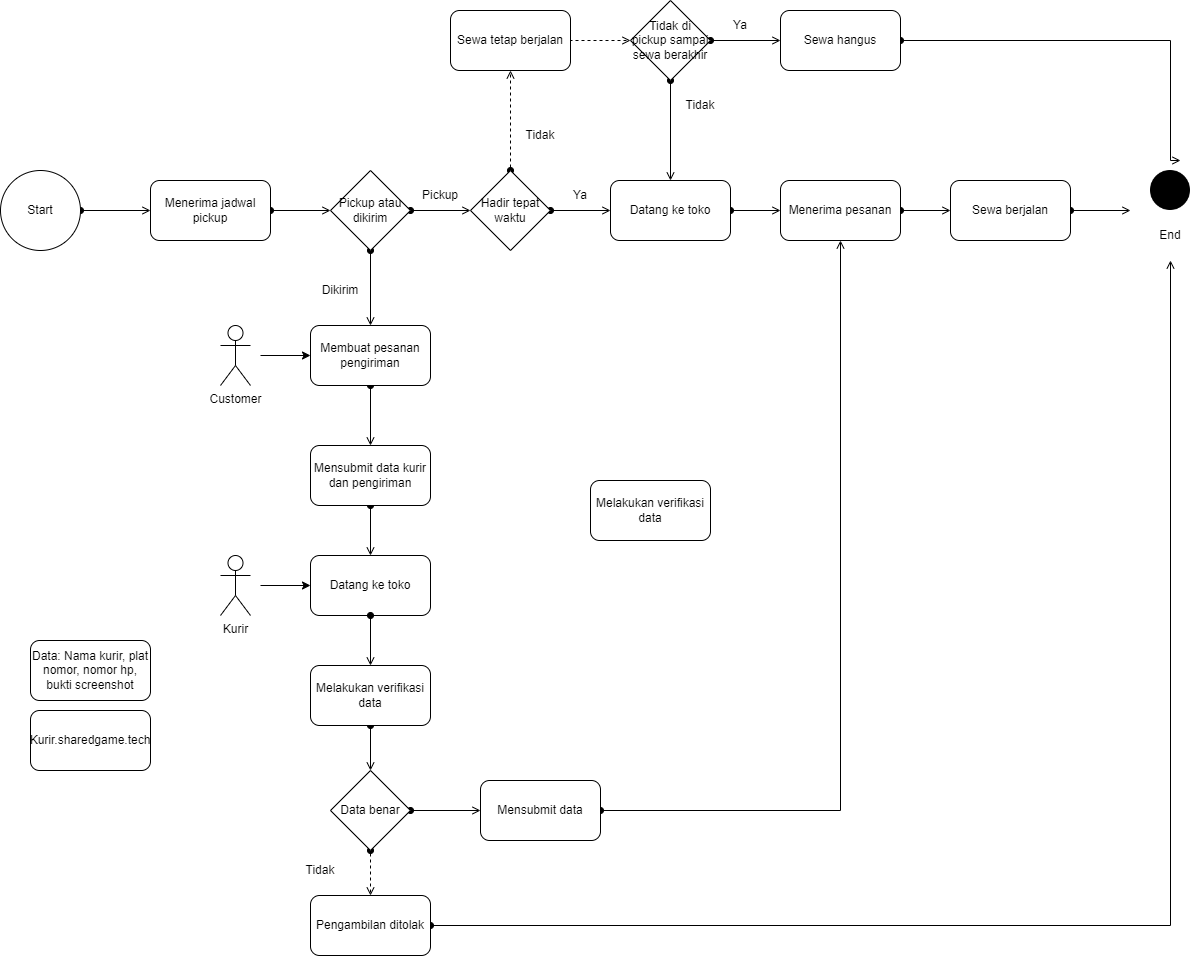 Sewa tetap berjalan
Tidak di
pickup sampai
sewa berakhir
Ya
Sewa hangus
Tidak
Tidak
Start
Menerima jadwal
pickup
Pickup atau
dikirim
Pickup
Hadir tepat
waktu
Ya
Datang ke toko
Menerima pesanan
Sewa berjalan
End
Dikirim
Customer
Membuat pesanan
pengiriman
Mensubmit data kurir
dan pengiriman
Melakukan verifikasi
data
Kurir
Datang ke toko
Data: Nama kurir, plat
nomor, nomor hp,
bukti screenshot
Melakukan verifikasi
data
Kurir.sharedgame.tech
Data benar
Mensubmit data
Tidak
Pengambilan ditolak